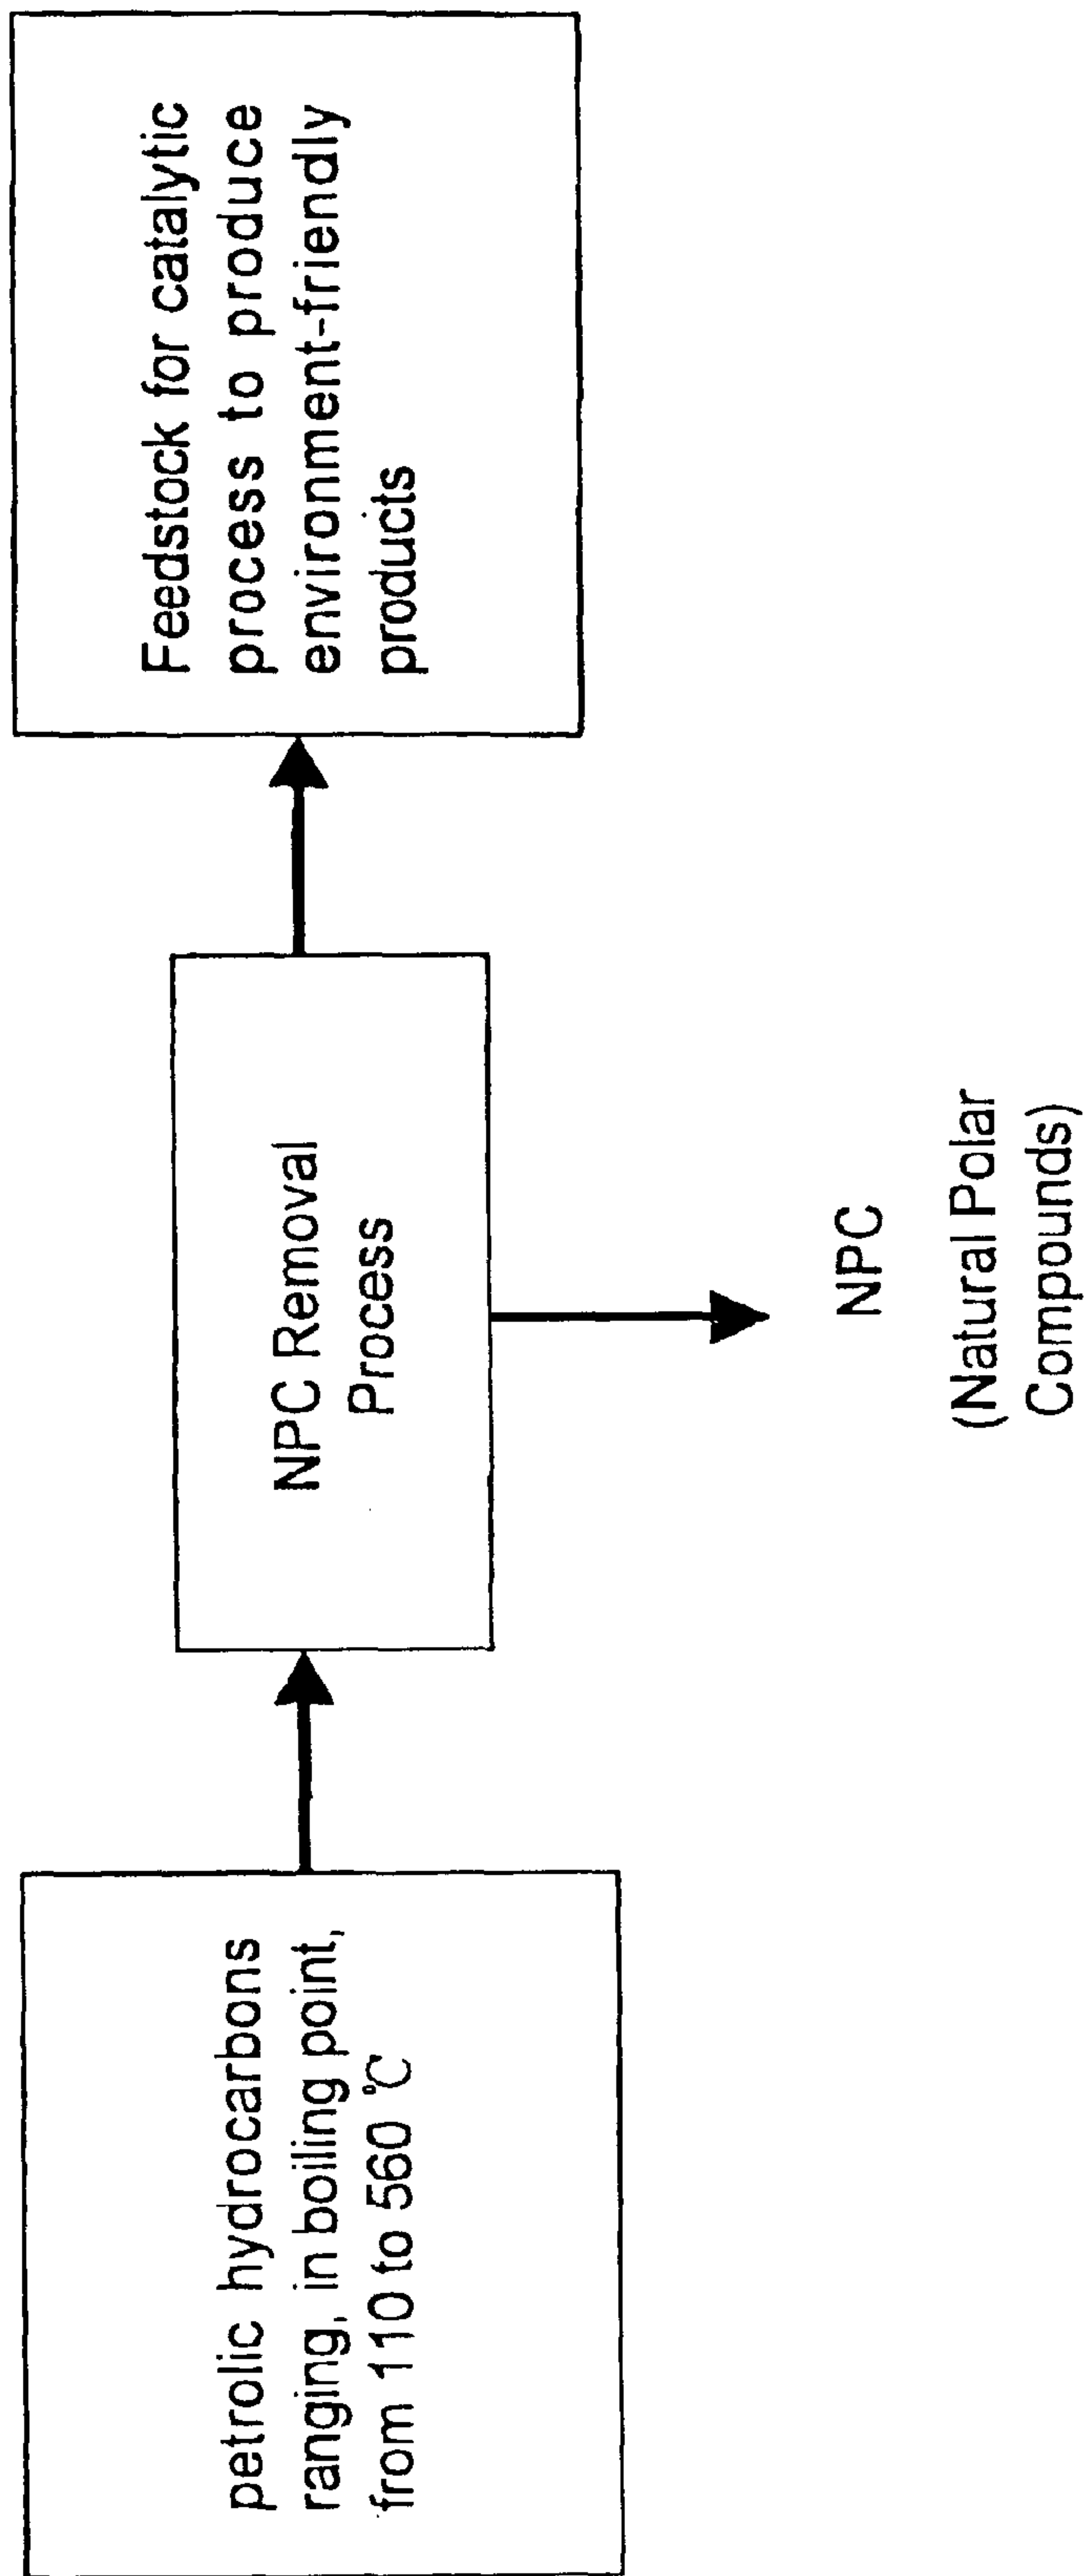 petrolic hydrocarbons
ranging, in boiling point,
from 110 to 560 ℃
NPC Removal
Process
NPC
(Natural Polar
Compounds)
Feedstock for catalytic
process to produce
environment-friendly
products